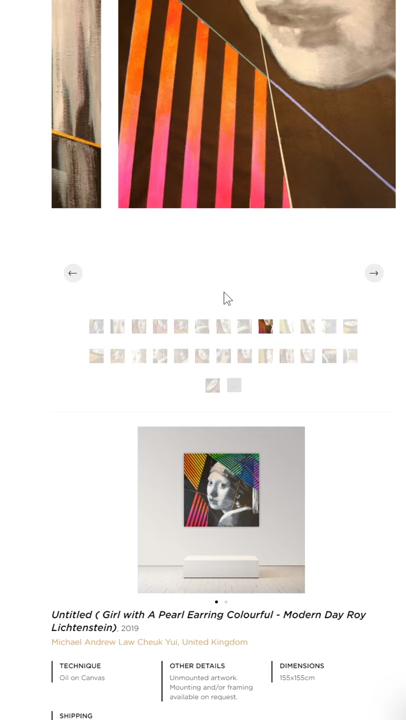 Untitled ( Girl with A Pearl Earring Colourful - Modern Day Roy
Lichtenstein), 2019
Michael Andrew Law Cheuk Yui, United Kingdom
TECHNIQUE
Oil on Canvas
OTHER DETAILS
Unmounted artwork.
Mounting and/or framing
available on request.
DIMENSIONS
155x155cm
SHIPPING